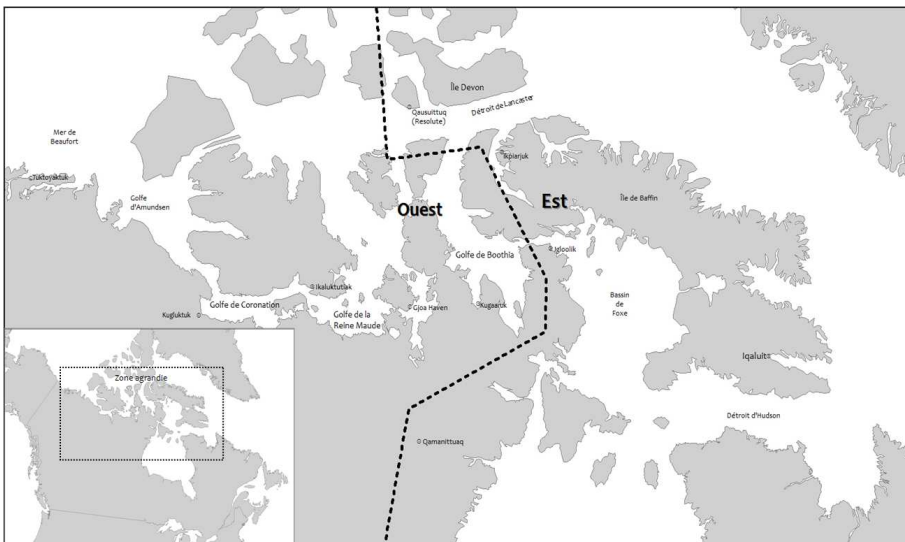 Île Devon
Détroit de Lancaster
Qausuittuq
(Resolute)
Mer de
Beaufort
Ikpiarjuk
Tuktoyaktuk
Golfe
d'Amundsen
Ouest
Est
Île de Baffin
Igloolik
Golfe de Boothia
Ikaluktutiak
Bassin
de
Foxe
Golfe de Coronation
Kugluktuk
Golfe de la
Reine Maude
Gjoa Haven
Kugaaruk
Iqaluit
Zone agrandie
Détroit d'Hudson
Qamanittuaq